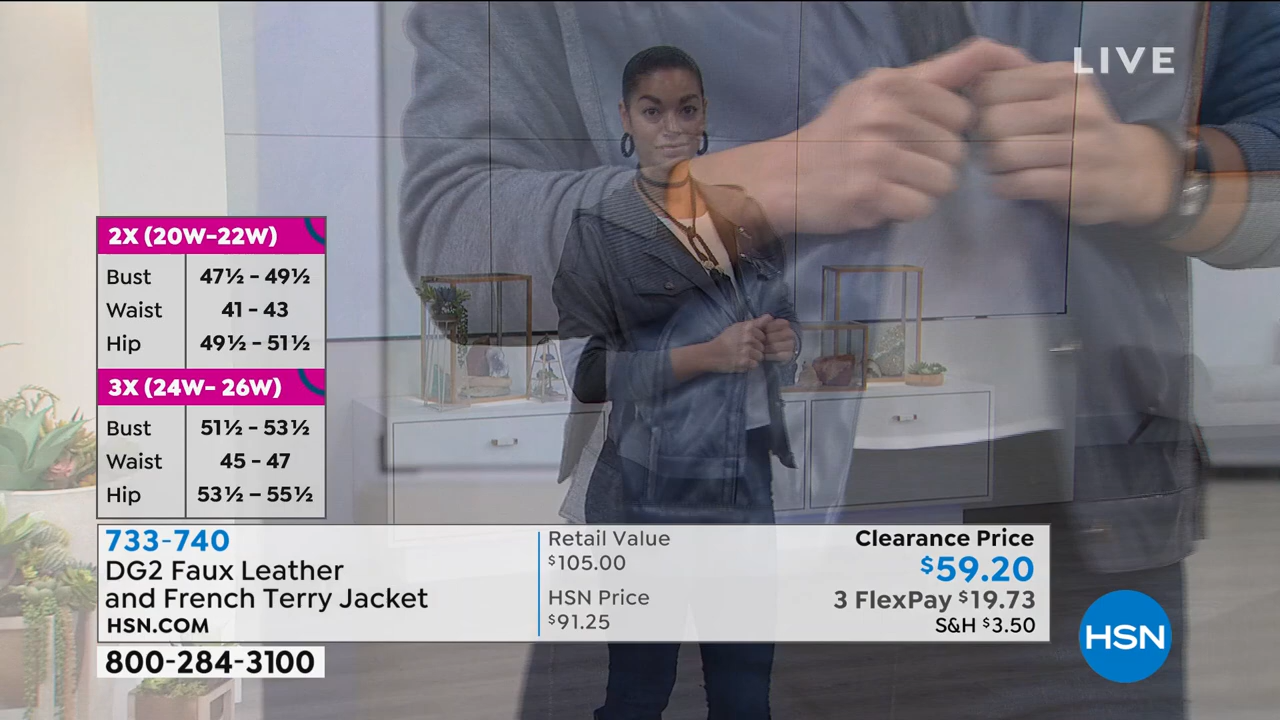 LIVE
2X (20W-22W)
Bust 47½ - 49½
Waist 41 - 43
Hip 49½ - 51½
3X (24W- 26W)
Bust 51½ - 53½
Waist 45 - 47
Hip 53½ - 55½
733-740
DG2 Faux Leather
and French Terry Jacket
HSN.COM
Retail Value
$105.00
HSN Price
$91.25
Clearance Price
$59.20
3 FlexPay $19.73
S&H $3.50
800-284-3100
HSN